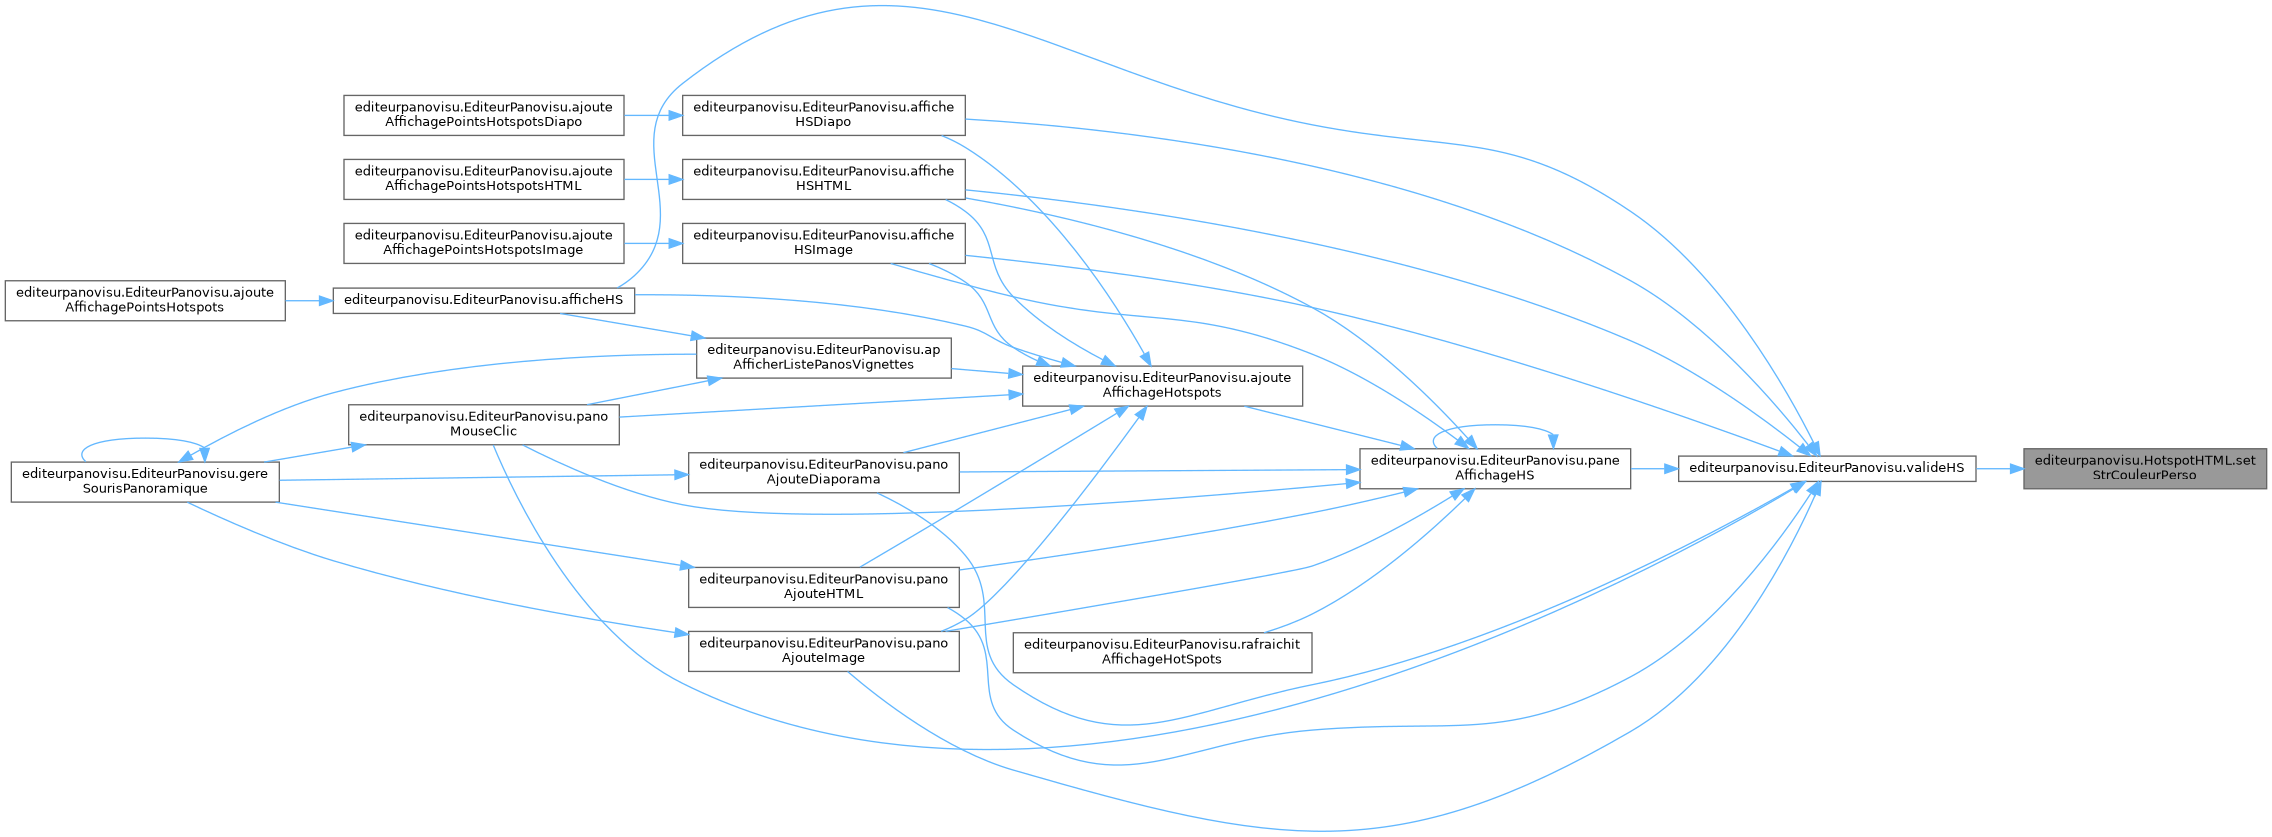 editeurpanovisu.EditeurPanovisu.ajoute
AffichagePointsHotspotsDiapo
editeurpanovisu.EditeurPanovisu.affiche
HSDiapo
editeurpanovisu.EditeurPanovisu.ajoute
AffichagePointsHotspotsHTML
editeurpanovisu.EditeurPanovisu.affiche
HSHTML
editeurpanovisu.EditeurPanovisu.ajoute
AffichagePointsHotspotsImage
editeurpanovisu.EditeurPanovisu.affiche
HSImage
editeurpanovisu.EditeurPanovisu.ajoute
AffichagePointsHotspots
editeurpanovisu.EditeurPanovisu.afficheHS
editeurpanovisu.EditeurPanovisu.ap
AfficherListePanosVignettes
editeurpanovisu.EditeurPanovisu.ajoute
AffichageHotspots
editeurpanovisu.EditeurPanovisu.pano
MouseClic
editeurpanovisu.EditeurPanovisu.gere
SourisPanoramique
editeurpanovisu.EditeurPanovisu.pano
AjouteDiaporama
editeurpanovisu.EditeurPanovisu.pane
AffichageHS
editeurpanovisu.EditeurPanovisu.valideHS
editeurpanovisu.HotspotHTML.set
StrCouleurPerso
editeurpanovisu.EditeurPanovisu.pano
AjouteHTML
editeurpanovisu.EditeurPanovisu.pano
AjouteImage
editeurpanovisu.EditeurPanovisu.rafraichit
AffichageHotSpots